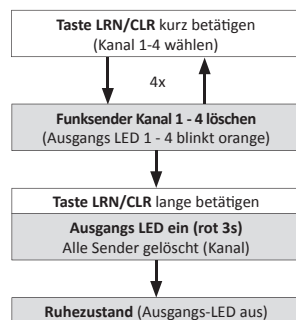 Taste LRN/CLR kurz betätigen
(Kanal 1-4 wählen)
4x
Funksender Kanal 1 - 4 löschen
(Ausgangs LED 1 - 4 blinkt orange)
Taste LRN/CLR lange betätigen
Ausgangs LED ein (rot 3s)
Alle Sender gelöscht (Kanal)
Ruhezustand (Ausgangs-LED aus)